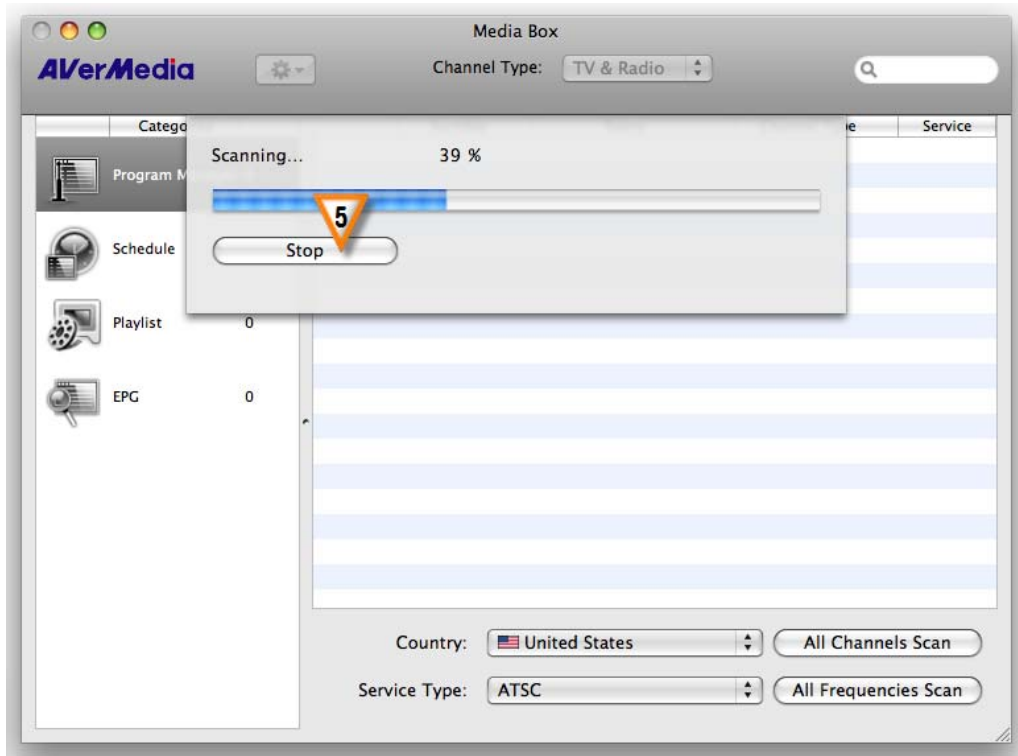 Media Box
AVerMedia
Channel Type: TV & Radio
Service
Scanning... 39 %
5
Stop
Program
Schedule
Playlist 0
EPG 0
Country: United States All Channels Scan
Service Type: ATSC All Frequencies Scan